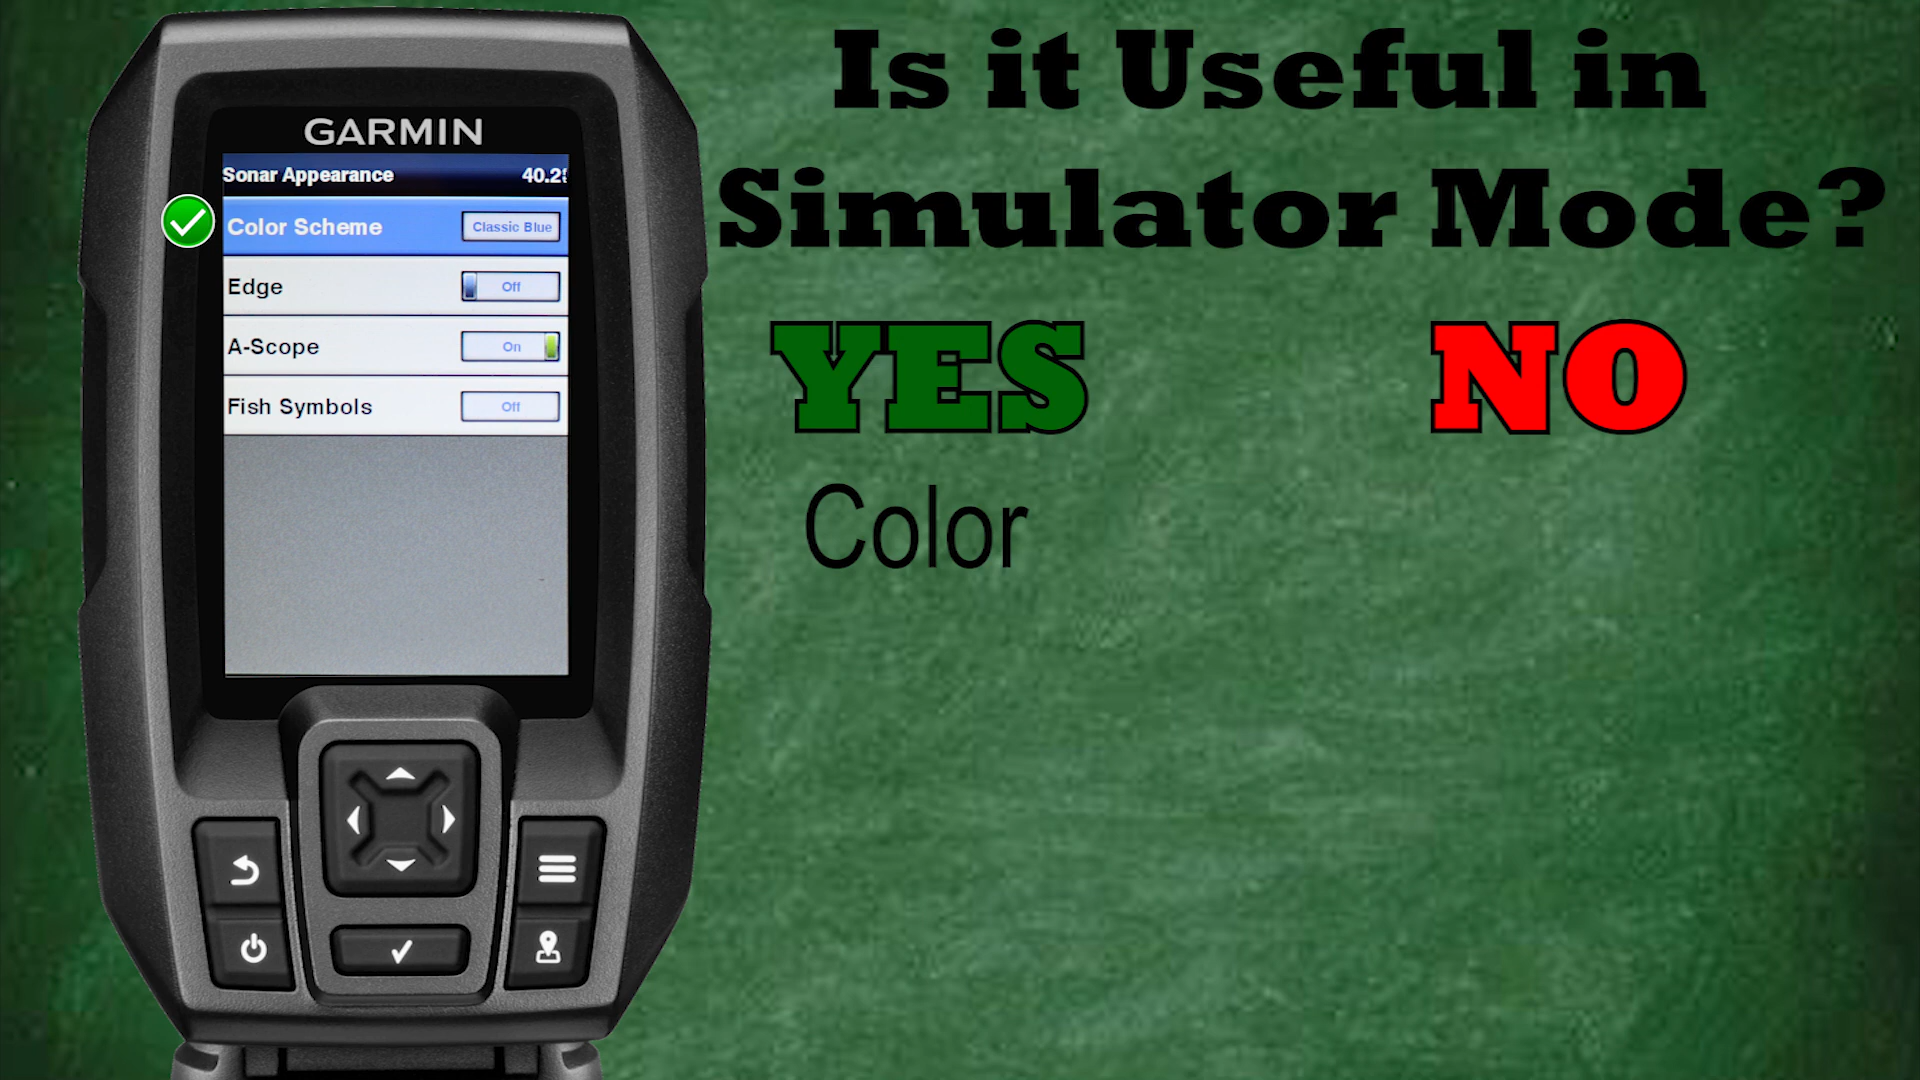 Is it Useful in
Simulator Mode?
YES
NO
Color
GARMIN
Sonar Appearance
Color Scheme
Classic Blue
Edge
Off
A-Scope
On
Fish Symbols
Off